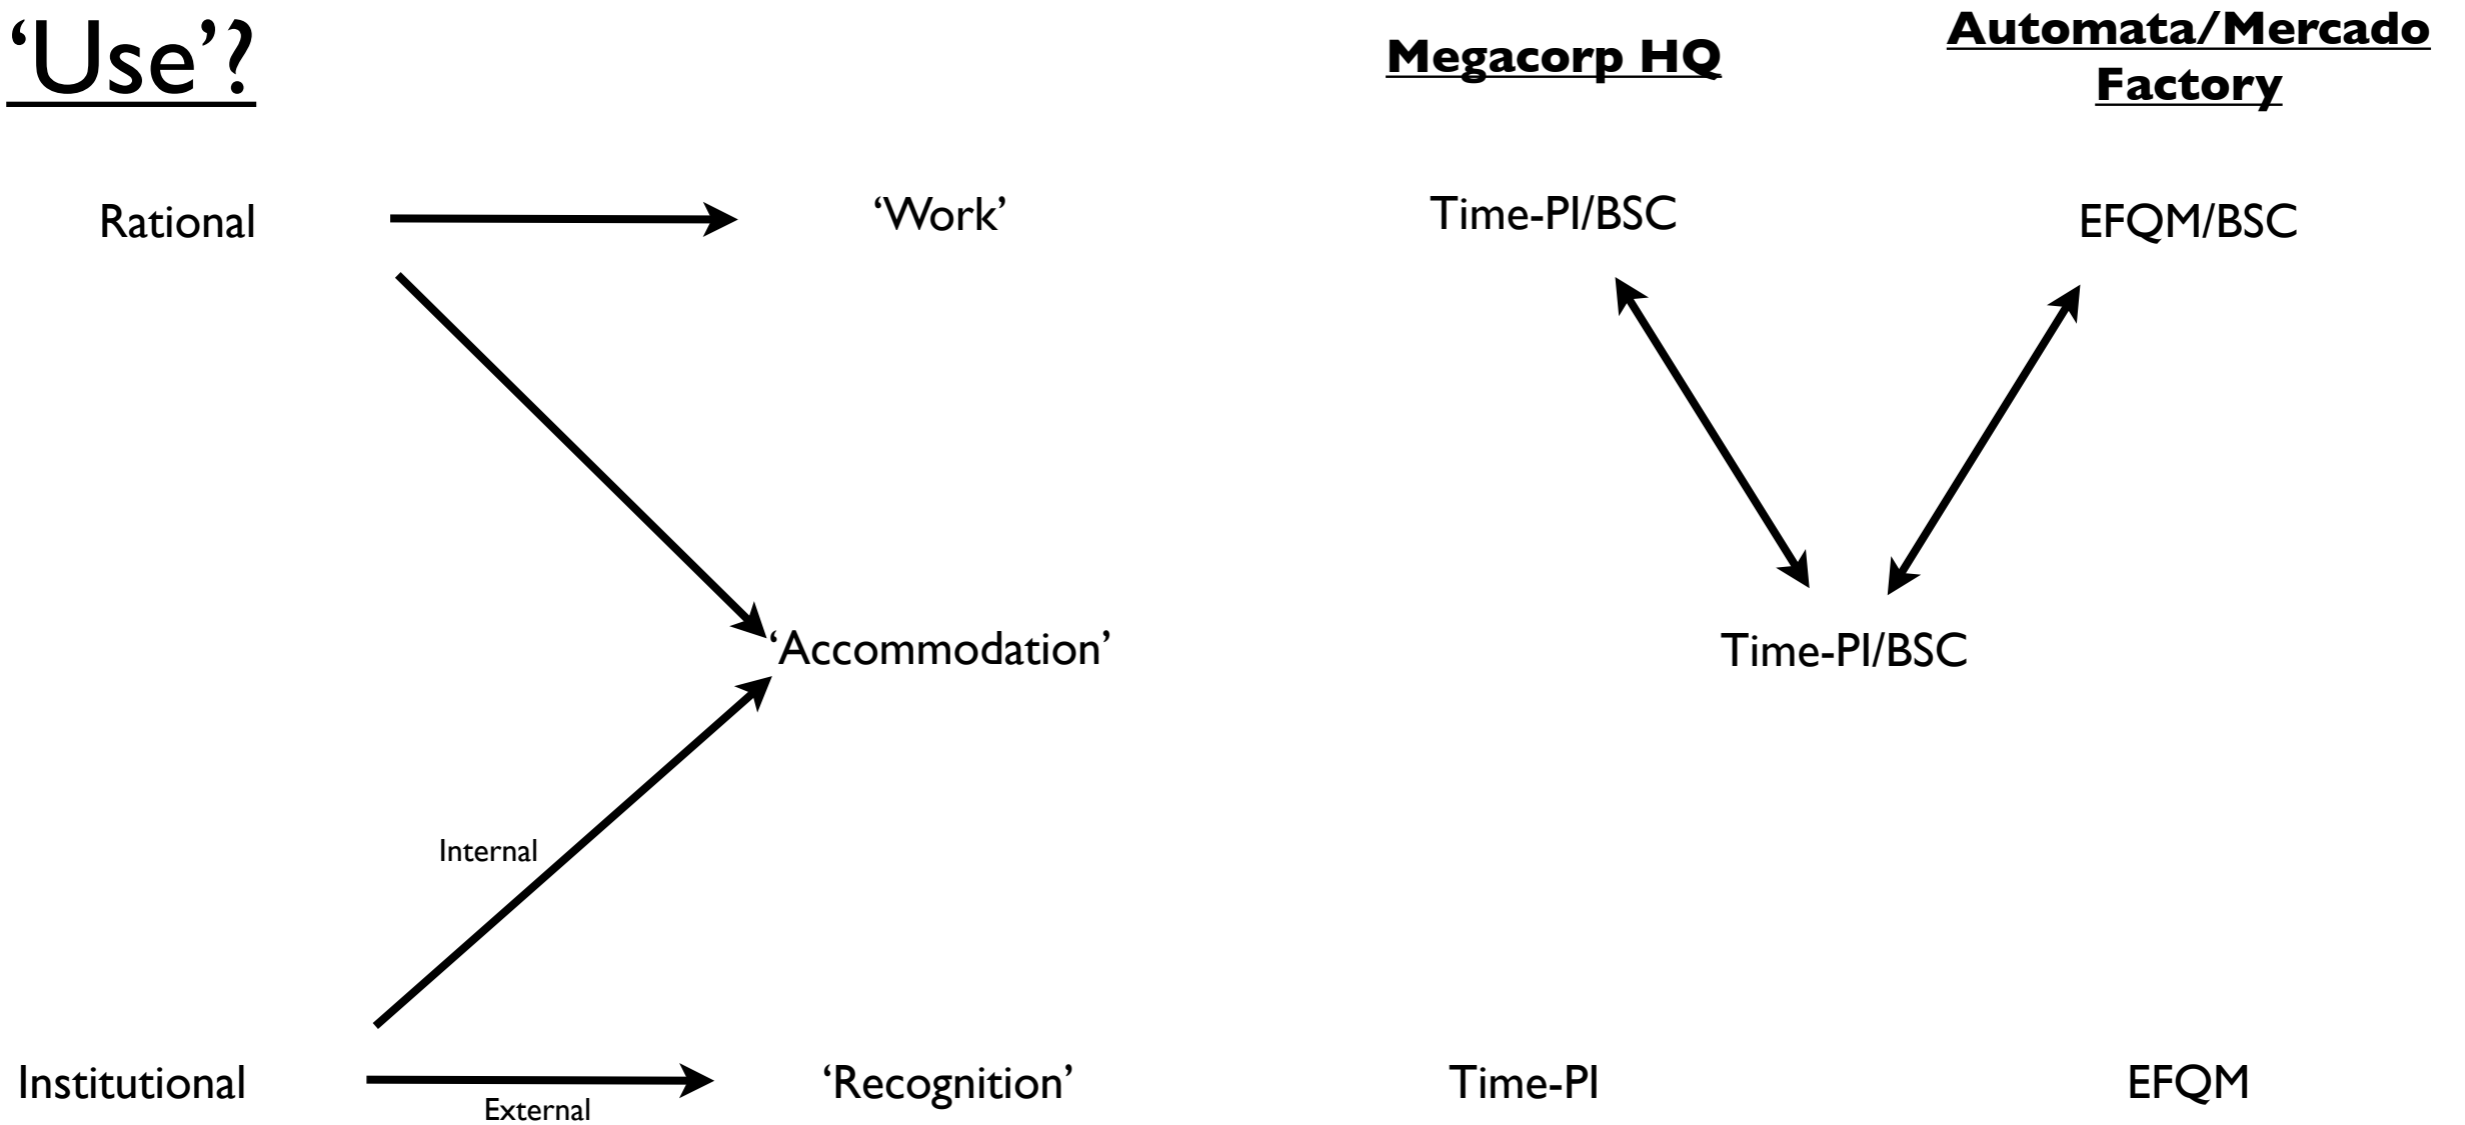 ‘Use’?
Megacorp HQ
Automata/Mercado
Factory
Rational
‘Work’
Time-PI/BSC
EFQM/BSC
‘Accommodation’
Time-PI/BSC
Internal
Institutional
External
‘Recognition’
Time-PI
EFQM